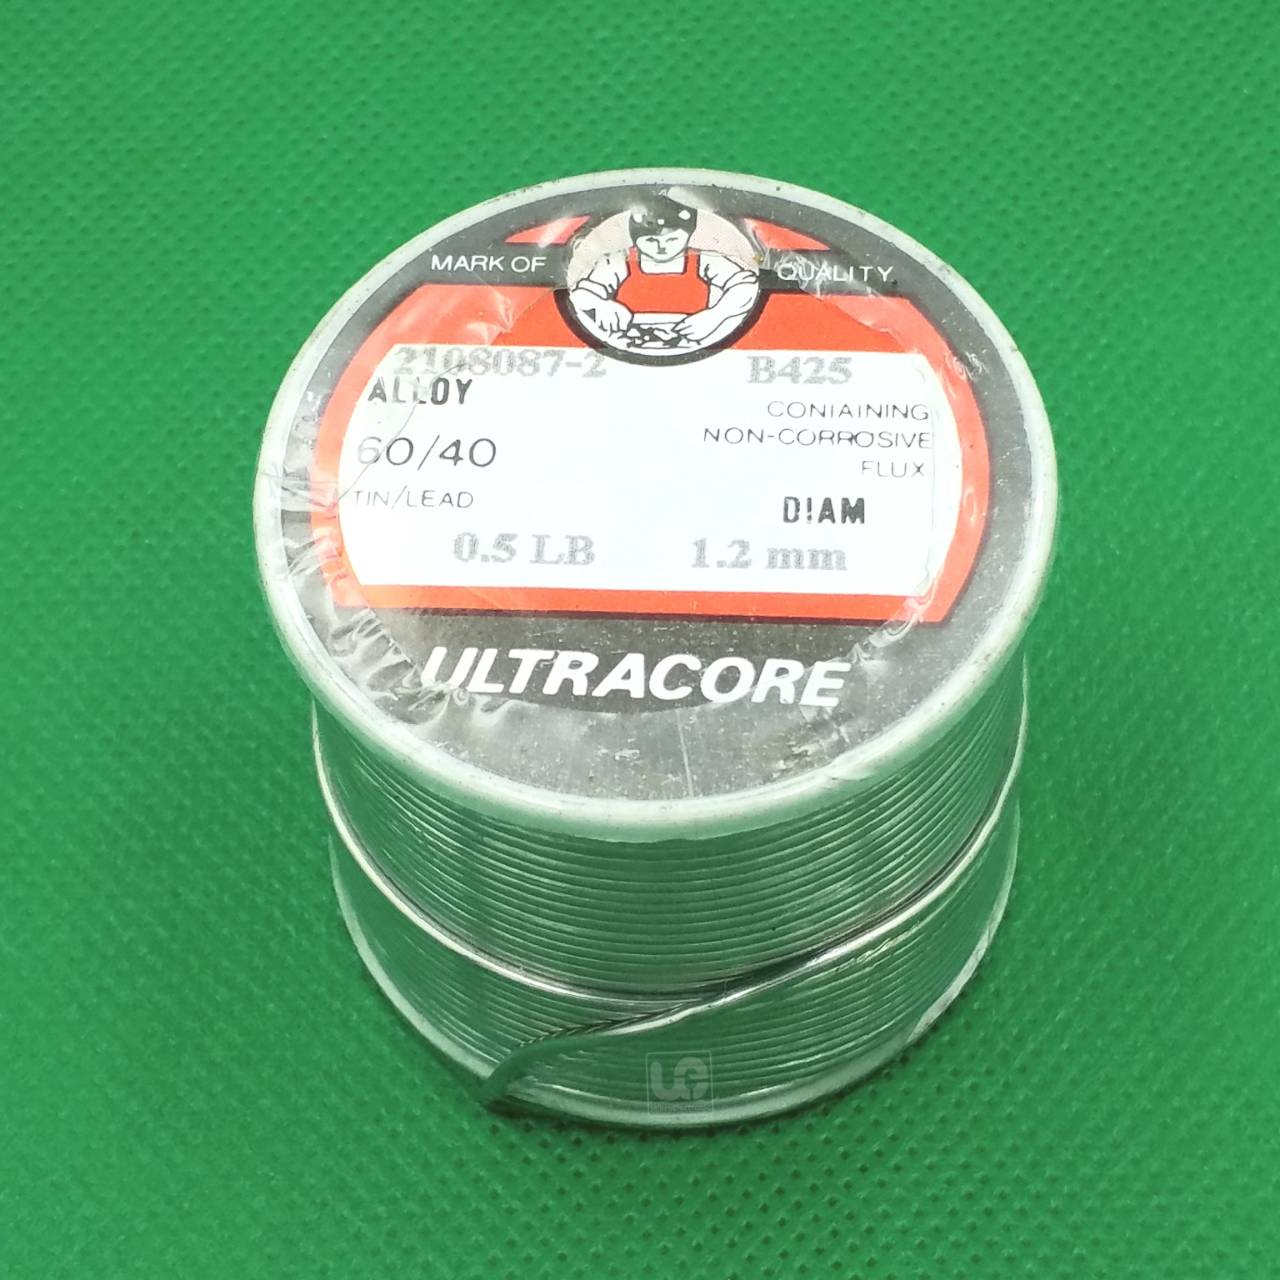 MARK OF QUALITY
2108087-2 B425
ALLOY
CONIAINING
60/40
NON-CORROSIVE
FLUX
TIN/LEAD
DIAM
0.5 LB 1.2 mm
ULTRACORE
UE